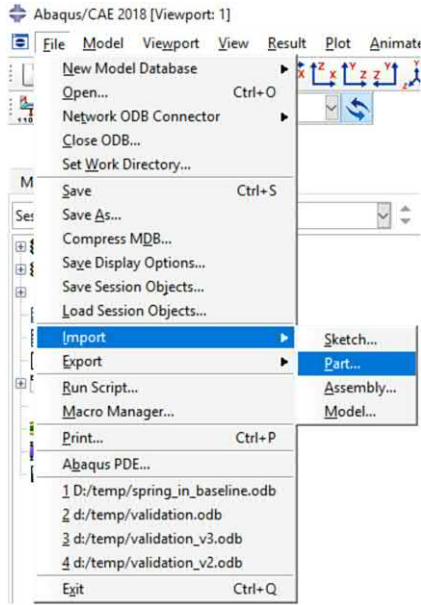 Abaqus/CAE 2018 [Viewport: 1]
File Model Viewport View Result Plot Animate
New Model Database
Open... Ctrl+O
Network ODB Connector
Close ODB...
Set Work Directory...
Save Ctrl+S
Save As...
Compress MDB...
Save Display Options...
Save Session Objects...
Load Session Objects...
Import
Sketch...
Export
Part...
Run Script...
Assembly...
Macro Manager...
Model...
Print... Ctrl+P
Abaqus PDE...
1 D:/temp/spring_in_baseline.odb
2 d:/temp/validation.odb
3 d:/temp/validation_v3.odb
4 d:/temp/validation_v2.odb
Exit Ctrl+Q